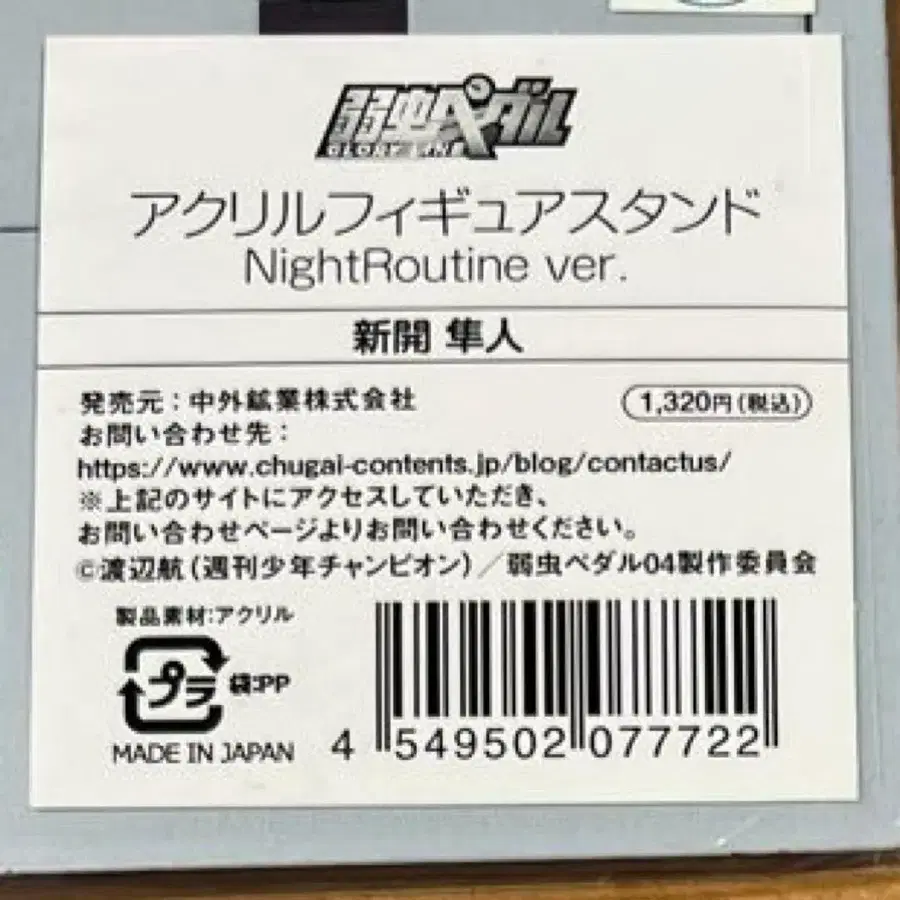 弱虫ペダル
GLORY LINE
アクリルフィギュアスタンド
NightRoutine ver.
新開 隼人
発売元：中外鉱業株式会社
1,320円(税込)
お問い合わせ先：
https://www.chugai-contents.jp/blog/contactus/
※上記のサイトにアクセスしていただき、
お問い合わせページよりお問い合わせください。
©渡辺航(週刊少年チャンピオン)／弱虫ペダル04製作委員会
製品素材:アクリル
プラ 袋:PP
MADE IN JAPAN
4 549502 077722